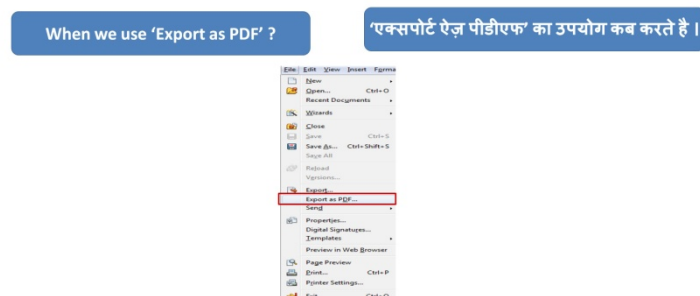 When we use ‘Export as PDF’ ?
‘एक्सपोर्ट ऐज़ पीडीएफ’ का उपयोग कब करते है ।
File Edit View Insert Forma
New
Open... Ctrl+O
Recent Documents
Wizards
Close
Save Ctrl+S
Save As... Ctrl+Shift+S
Save All
Reload
Versions...
Export...
Export as PDF...
Send
Properties...
Digital Signatures...
Templates
Preview in Web Browser
Page Preview
Print... Ctrl+P
Printer Settings...
Exit Ctrl+Q